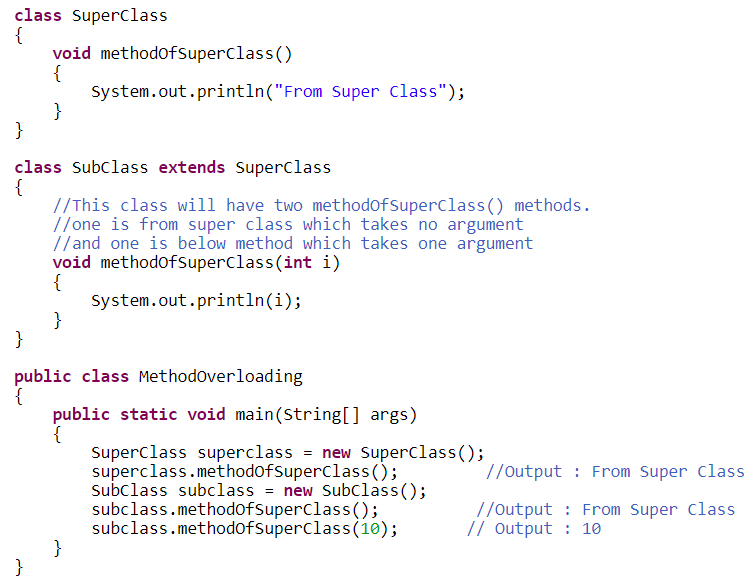 class SuperClass
{
    void methodOfSuperClass()
    {
        System.out.println("From Super Class");
    }
}
class SubClass extends SuperClass
{
    //This class will have two methodOfSuperClass() methods.
    //one is from super class which takes no argument
    //and one is below method which takes one argument
    void methodOfSuperClass(int i)
    {
        System.out.println(i);
    }
}
public class MethodOverloading
{
    public static void main(String[] args)
    {
        SuperClass superclass = new SuperClass();
        superclass.methodOfSuperClass();         //Output : From Super Class
        SubClass subclass = new SubClass();
        subclass.methodOfSuperClass();          //Output : From Super Class
        subclass.methodOfSuperClass(10);       // Output : 10
    }
}